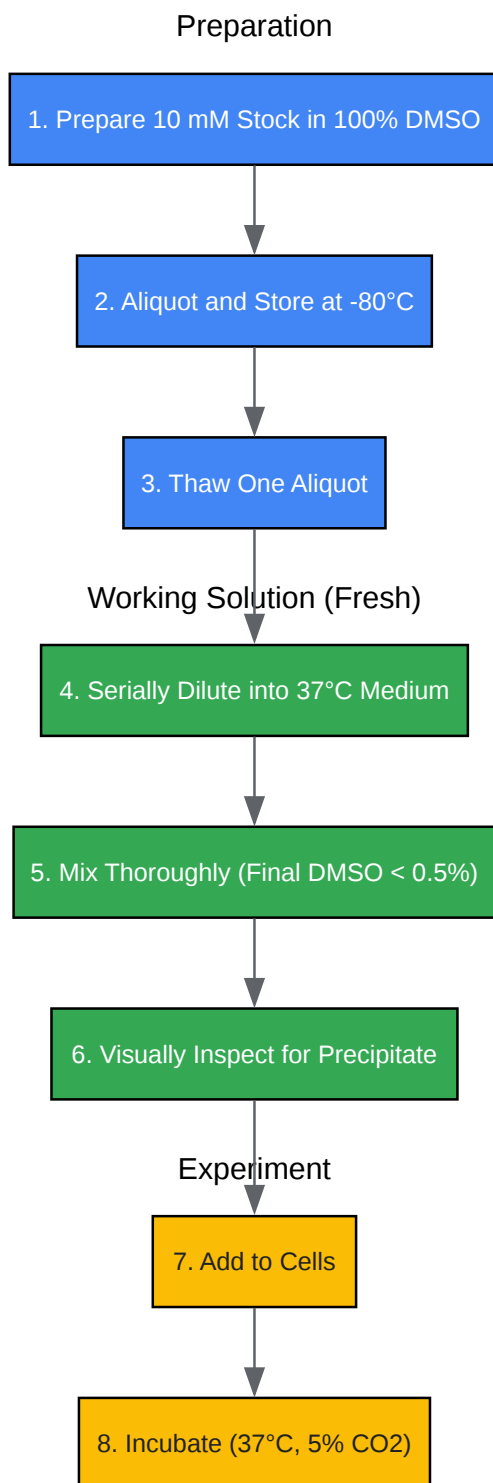 Preparation
1. Prepare 10 mM Stock in 100% DMSO
2. Aliquot and Store at -80°C
3. Thaw One Aliquot
Working Solution (Fresh)
4. Serially Dilute into 37°C Medium
5. Mix Thoroughly (Final DMSO < 0.5%)
6. Visually Inspect for Precipitate
Experiment
7. Add to Cells
8. Incubate (37°C, 5% CO2)